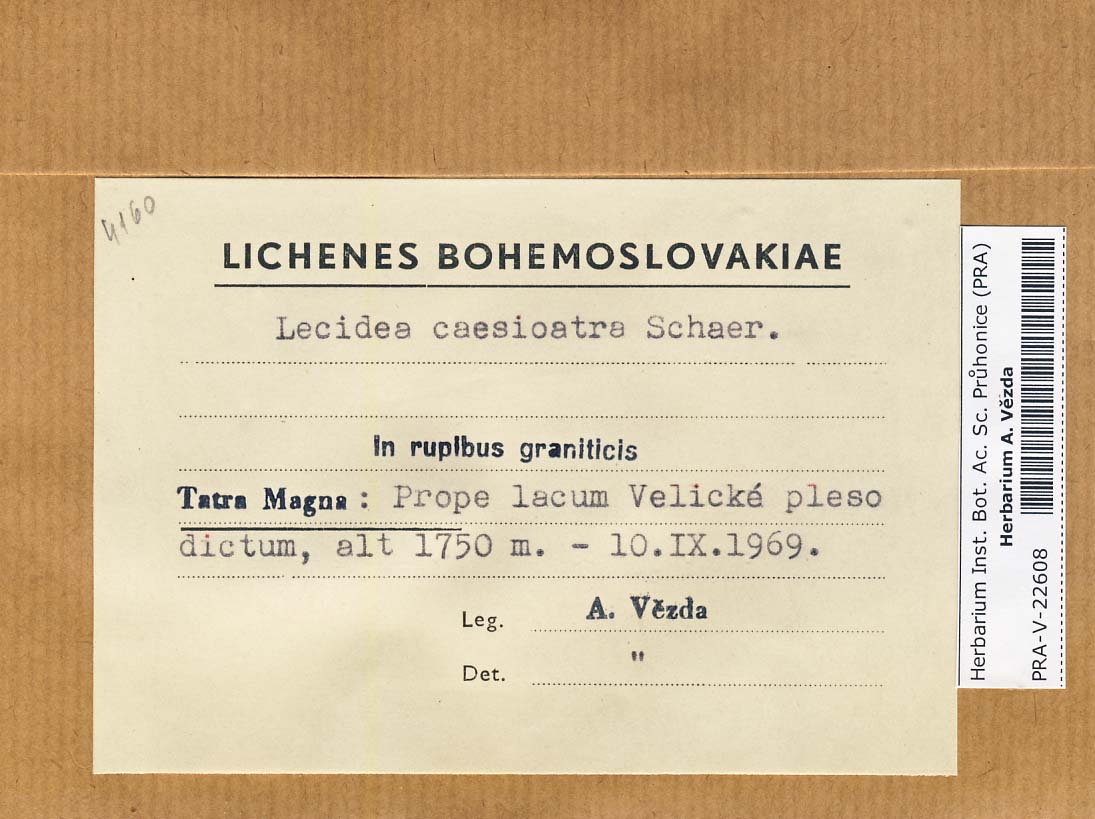 4160
LICHENES BOHEMOSLOVAKIAE
Lecidea caesioatra Schaer.
In rupibus graniticis
Tatra Magna : Prope lacum Velické pleso
dictum, alt 1750 m. - 10.IX.1969.
Leg. A. Vězda
Det. "
Herbarium Inst. Bot. Ac. Sc. Průhonice (PRA)
Herbarium A. Vězda
PRA-V-22608